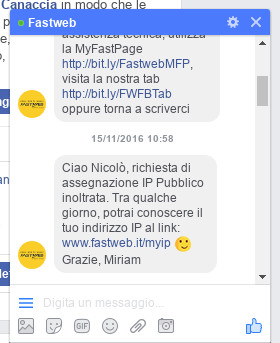 Canaccia in modo che le
Fastweb
assistenza tecnica, utilizza
la MyFastPage
http://bit.ly/FastwebMFP,
visita la nostra tab
http://bit.ly/FWFBTab
oppure torna a scriverci
15/11/2016 10:58
Ciao Nicolò, richiesta di
assegnazione IP Pubblico
inoltrata. Tra qualche
giorno, potrai conoscere il
tuo indirizzo IP al link:
www.fastweb.it/myip 🙂
Grazie, Miriam
Digita un messaggio...
GIF